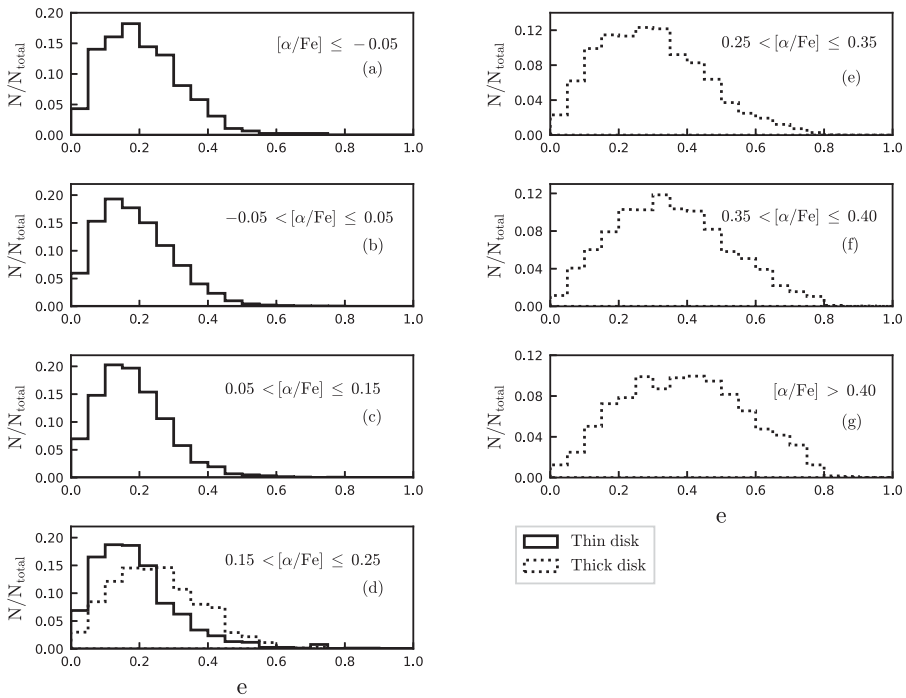 0.20
0.15
0.10
0.05
0.00
N/N_total
[α/Fe] ≤ −0.05
(a)
0.0 0.2 0.4 0.6 0.8 1.0
0.20
0.15
0.10
0.05
0.00
N/N_total
−0.05 <[α/Fe] ≤ 0.05
(b)
0.0 0.2 0.4 0.6 0.8 1.0
0.20
0.15
0.10
0.05
0.00
N/N_total
0.05 <[α/Fe] ≤ 0.15
(c)
0.0 0.2 0.4 0.6 0.8 1.0
0.20
0.15
0.10
0.05
0.00
N/N_total
0.15 <[α/Fe] ≤ 0.25
(d)
0.0 0.2 0.4 0.6 0.8 1.0
e
0.12
0.08
0.04
0.00
N/N_total
0.25 <[α/Fe] ≤ 0.35
(e)
0.0 0.2 0.4 0.6 0.8 1.0
0.12
0.08
0.04
0.00
N/N_total
0.35 <[α/Fe] ≤ 0.40
(f)
0.0 0.2 0.4 0.6 0.8 1.0
0.12
0.08
0.04
0.00
N/N_total
[α/Fe] > 0.40
(g)
0.0 0.2 0.4 0.6 0.8 1.0
e
Thin disk
Thick disk